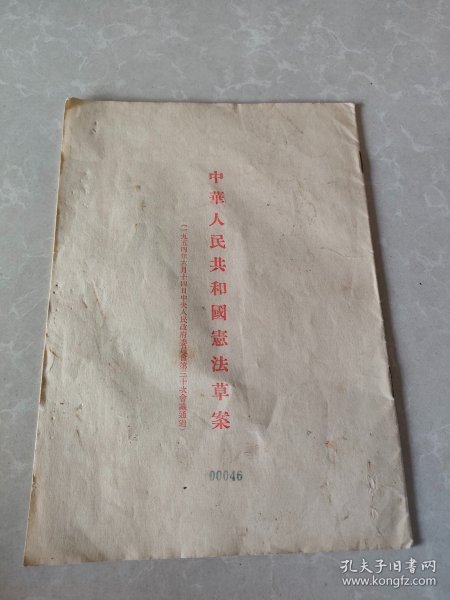 中華人民共和國憲法草案
（一九五四年六月十四日中央人民政府委員會第三十次會議通過）
00046
孔夫子旧书网
www.kongfz.com